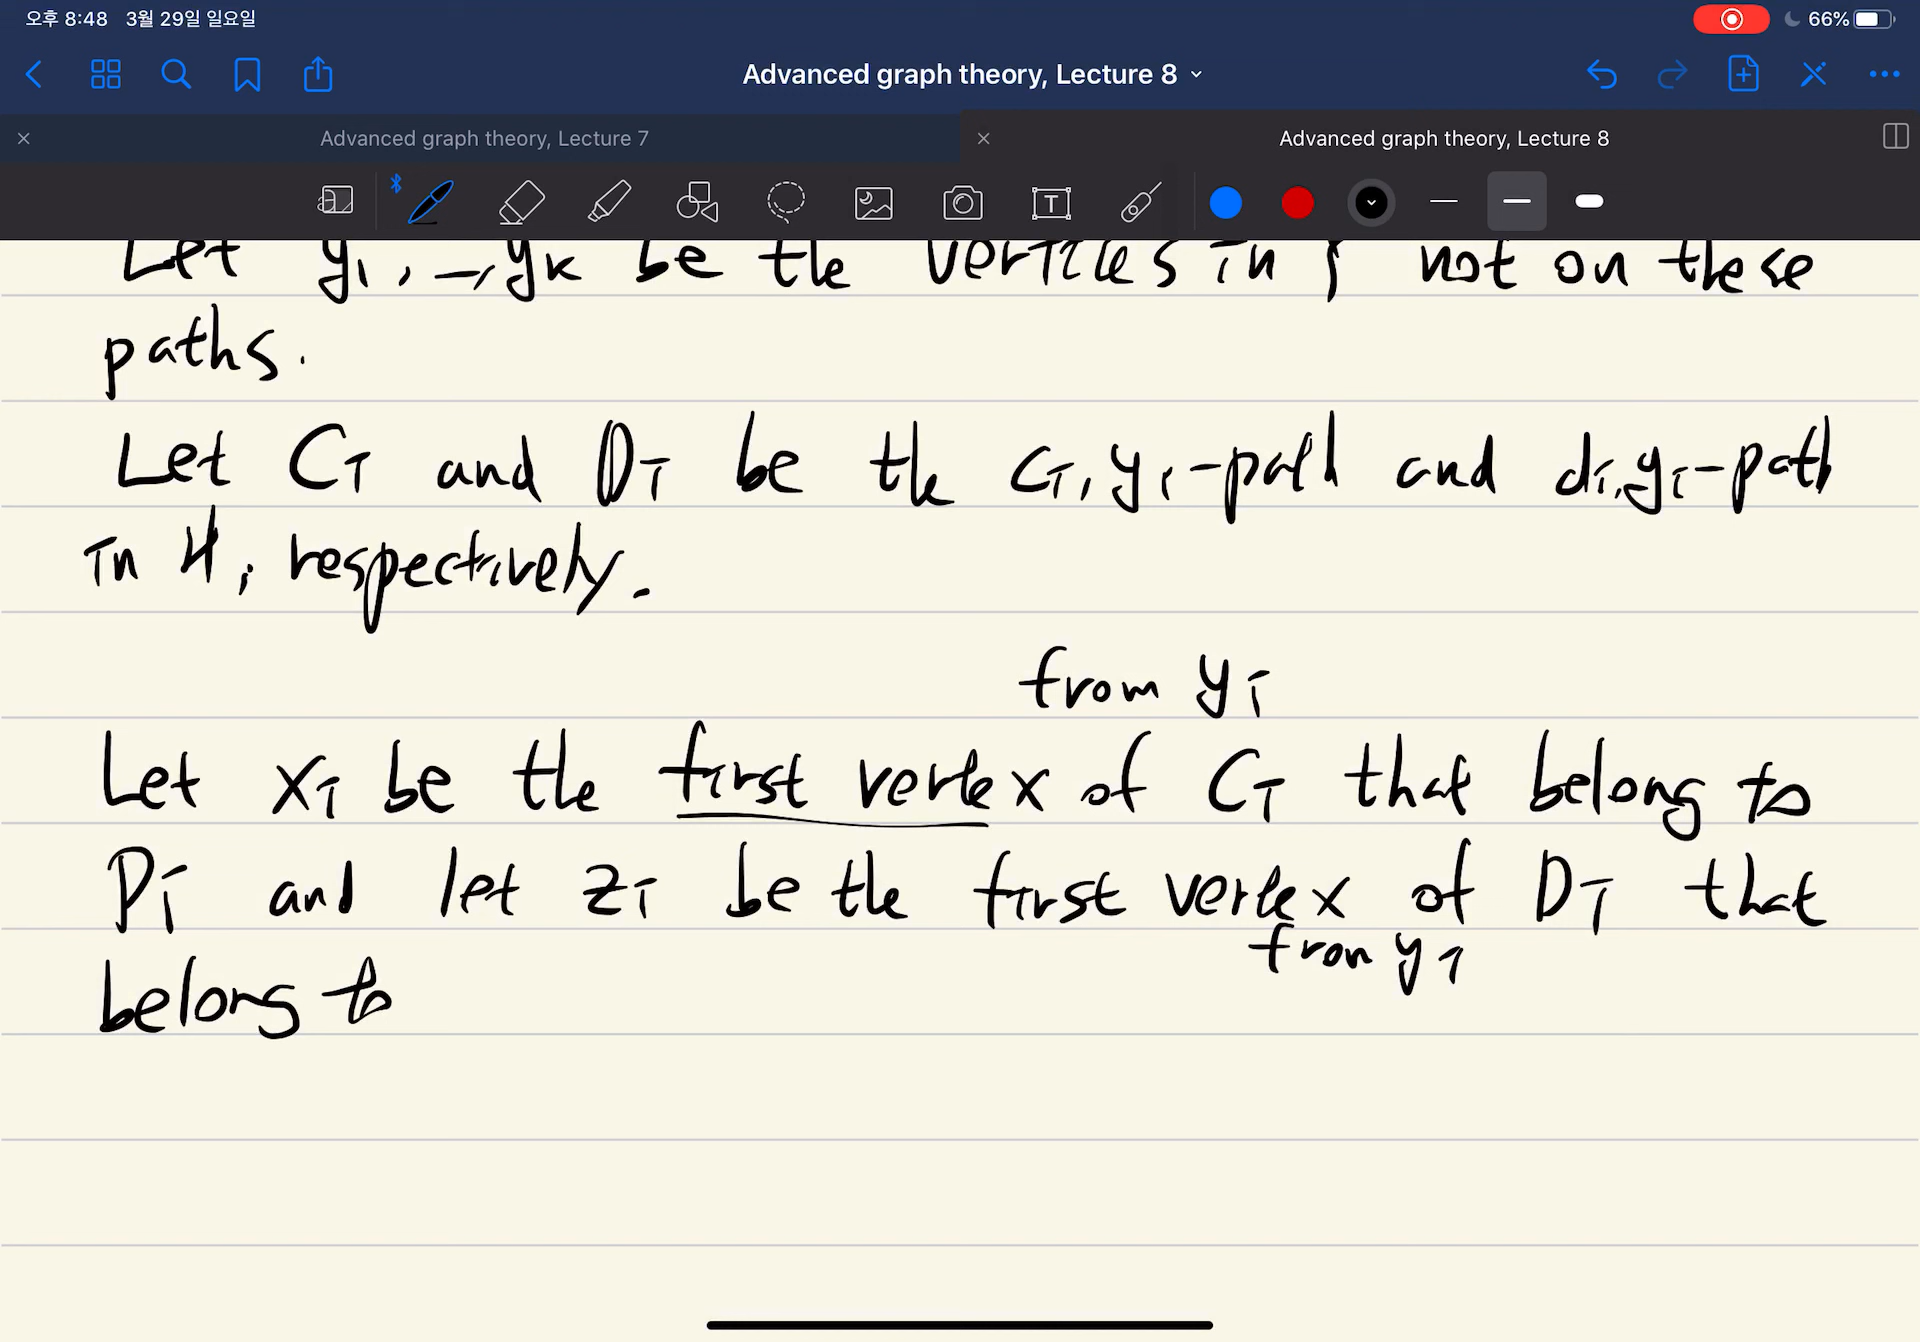 오후 8:48 3월 29일 일요일 66%
Advanced graph theory, Lecture 8
Advanced graph theory, Lecture 7 Advanced graph theory, Lecture 8
Let y₁, –, yₖ be the vertices in not on these
paths.
Let Cᵢ and Dᵢ be the cᵢ,yᵢ-path and dᵢ,yᵢ-path
in H, respectively.
from yᵢ
Let xᵢ be the first vertex of Cᵢ that belong to
Pᵢ and let zᵢ be the first vertex of Dᵢ that
from yᵢ
belong to